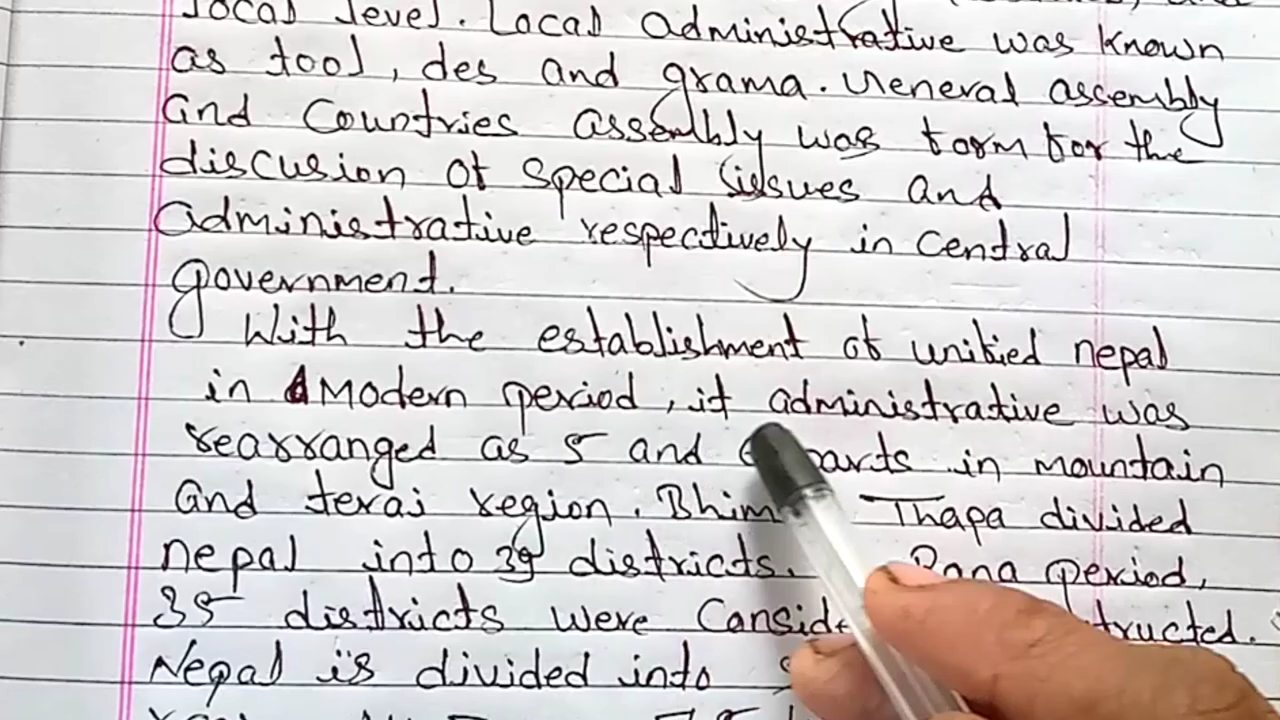 local level. Local administrative was known
as tool, des and grama. General assembly
and countries assembly was form for the
discusion of special issues and
administrative respectively in central
government.
With the establishment of unified nepal
in Modern period, it administrative was
rearranged as 5 and parts in mountain
and terai region. Bhim Thapa divided
nepal into 39 districts. Rana period,
35 districts were
Nepal is divided into